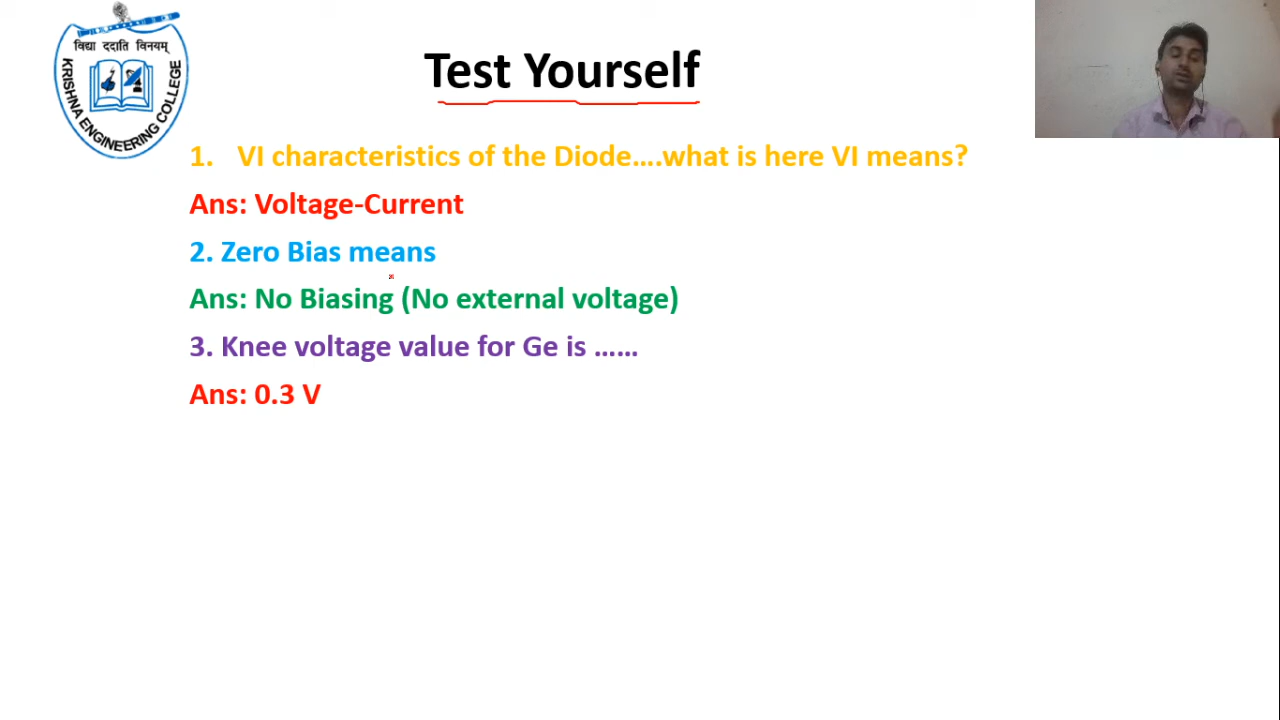 विद्या ददाति विनयम्
KRISHNA ENGINEERING COLLEGE
Test Yourself
1. VI characteristics of the Diode....what is here VI means?
Ans: Voltage-Current
2. Zero Bias means
Ans: No Biasing (No external voltage)
3. Knee voltage value for Ge is ......
Ans: 0.3 V